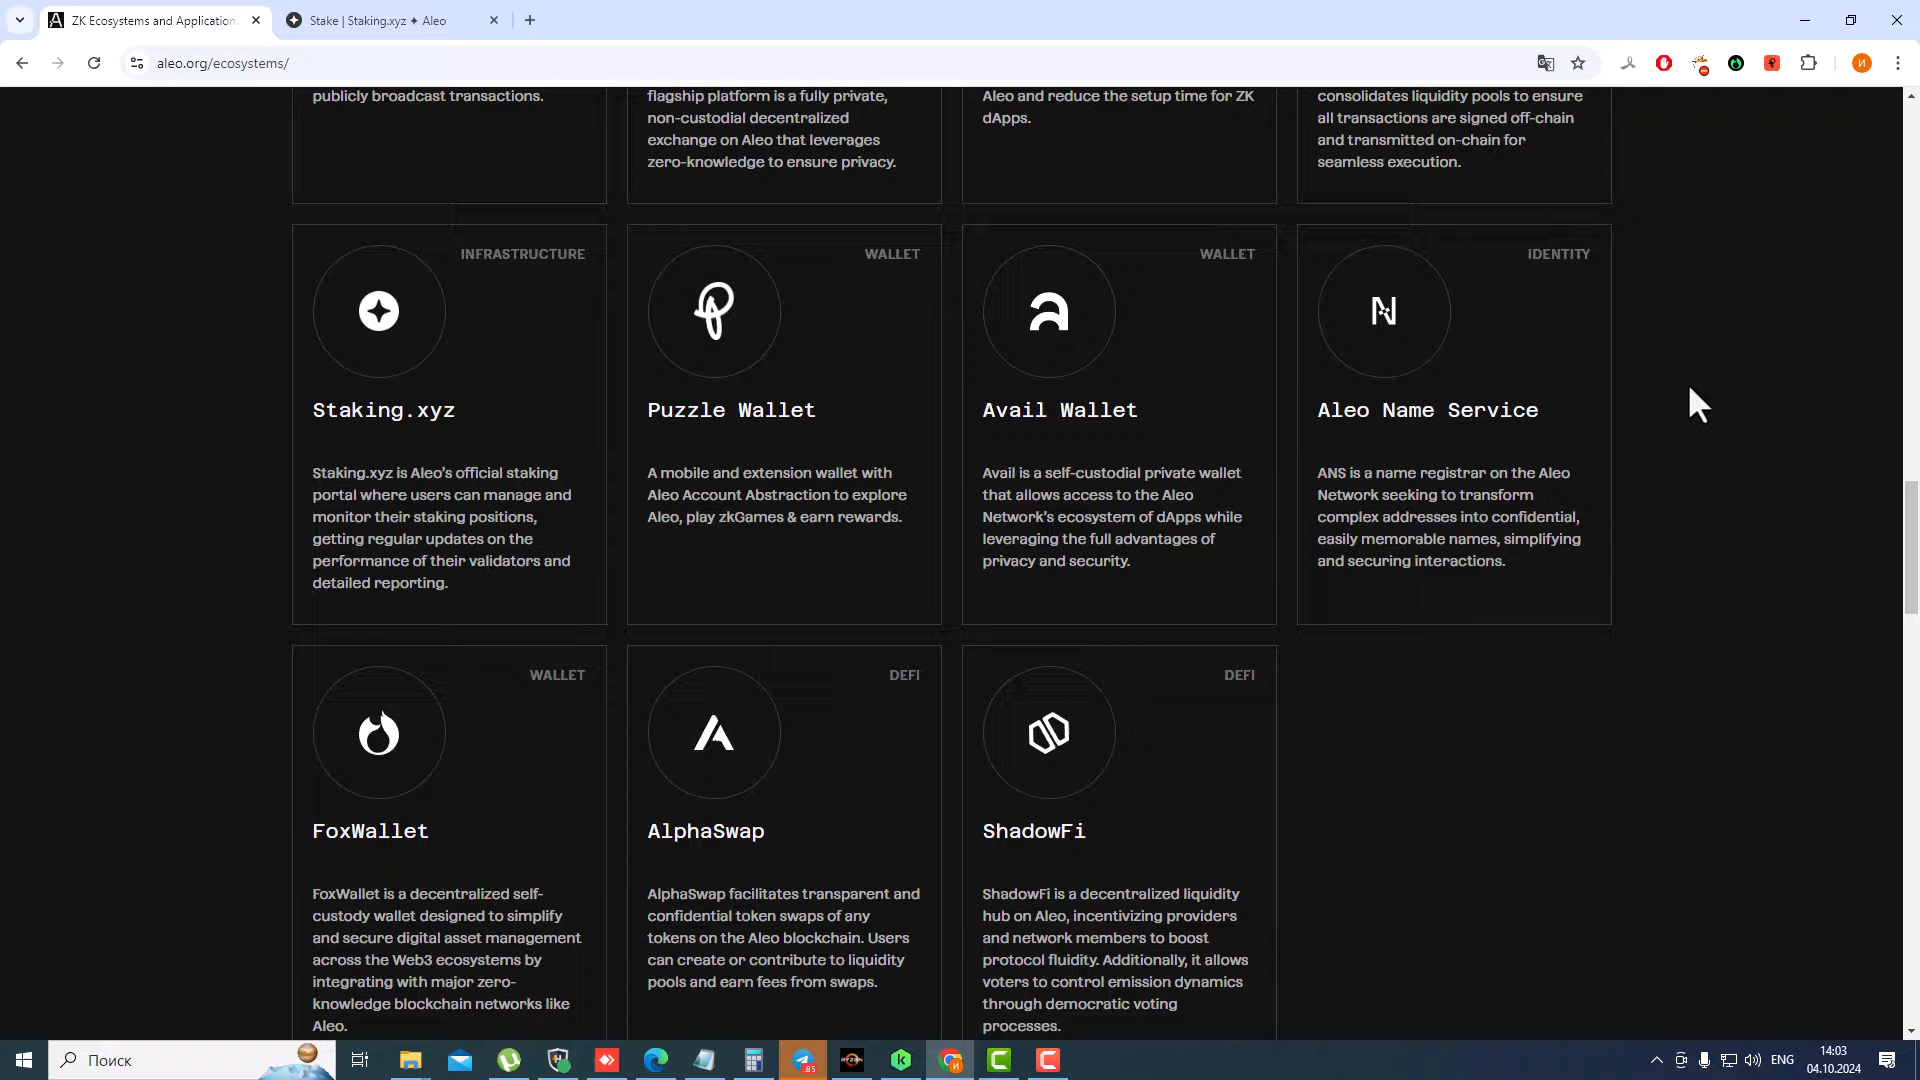 ZK Ecosystems and Application
Stake | Staking.xyz ✦ Aleo
aleo.org/ecosystems/
publicly broadcast transactions.
flagship platform is a fully private,
non-custodial decentralized
exchange on Aleo that leverages
zero-knowledge to ensure privacy.
Aleo and reduce the setup time for ZK
dApps.
consolidates liquidity pools to ensure
all transactions are signed off-chain
and transmitted on-chain for
seamless execution.
INFRASTRUCTURE
Staking.xyz
Staking.xyz is Aleo’s official staking
portal where users can manage and
monitor their staking positions,
getting regular updates on the
performance of their validators and
detailed reporting.
WALLET
Puzzle Wallet
A mobile and extension wallet with
Aleo Account Abstraction to explore
Aleo, play zkGames & earn rewards.
WALLET
Avail Wallet
Avail is a self-custodial private wallet
that allows access to the Aleo
Network’s ecosystem of dApps while
leveraging the full advantages of
privacy and security.
IDENTITY
Aleo Name Service
ANS is a name registrar on the Aleo
Network seeking to transform
complex addresses into confidential,
easily memorable names, simplifying
and securing interactions.
WALLET
FoxWallet
FoxWallet is a decentralized self-
custody wallet designed to simplify
and secure digital asset management
across the Web3 ecosystems by
integrating with major zero-
knowledge blockchain networks like
Aleo.
DEFI
AlphaSwap
AlphaSwap facilitates transparent and
confidential token swaps of any
tokens on the Aleo blockchain. Users
can create or contribute to liquidity
pools and earn fees from swaps.
DEFI
ShadowFi
ShadowFi is a decentralized liquidity
hub on Aleo, incentivizing providers
and network members to boost
protocol fluidity. Additionally, it allows
voters to control emission dynamics
through democratic voting
processes.
Поиск
85
RYZEN
ENG
14:03
04.10.2024